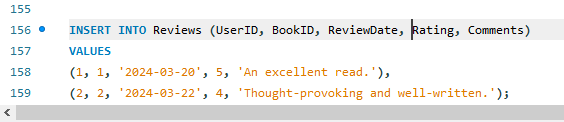 155
156 INSERT INTO Reviews (UserID, BookID, ReviewDate, Rating, Comments)
157 VALUES
158 (1, 1, '2024-03-20', 5, 'An excellent read.'),
159 (2, 2, '2024-03-22', 4, 'Thought-provoking and well-written.');